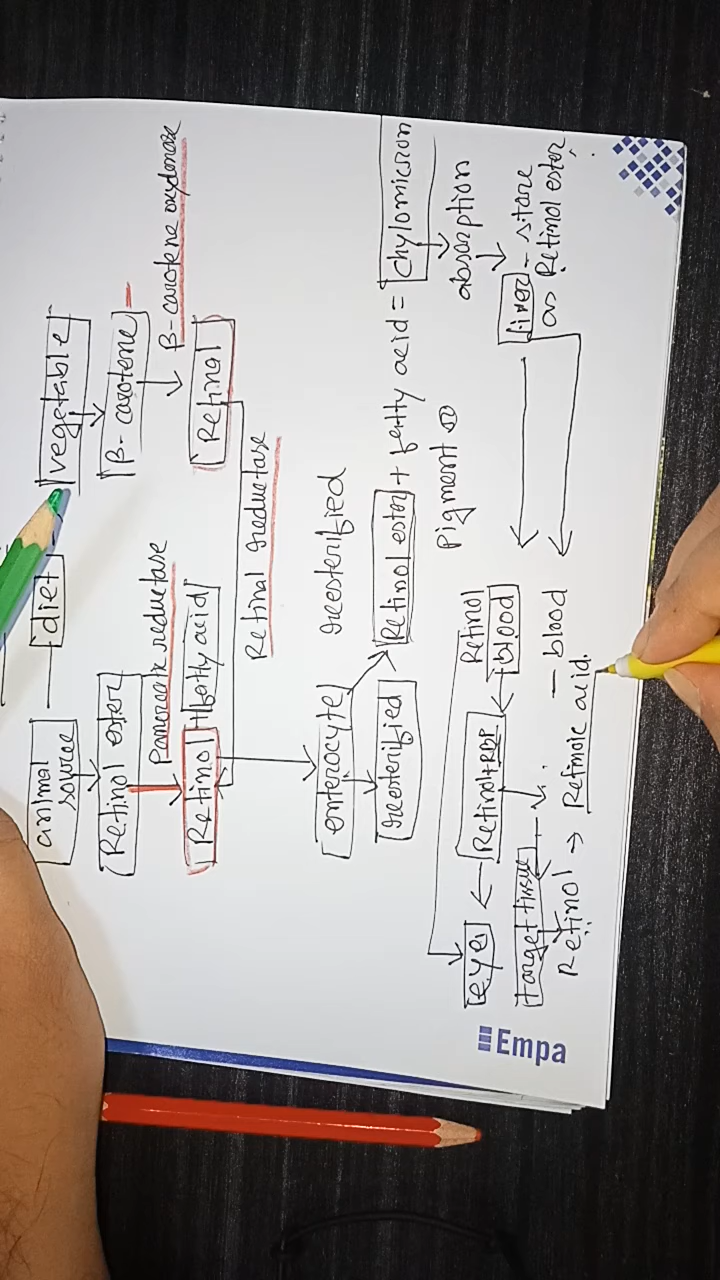 diet
animal source
vegetable
Retinol ester
β-carotene
Pancreatic reductase
β-carotene oxydenase
Retinol + fatty acid
Retinal
Retinal reductase
enterocyte
reesterified
reesterified
Retinol ester + fatty acid = chylomicron
absorption
Pigment
liver - store
as Retinol ester
Retinol
blood
Retinol + RBP
eye
target tissue
- blood
Retinol → Retinoic acid.
Empa